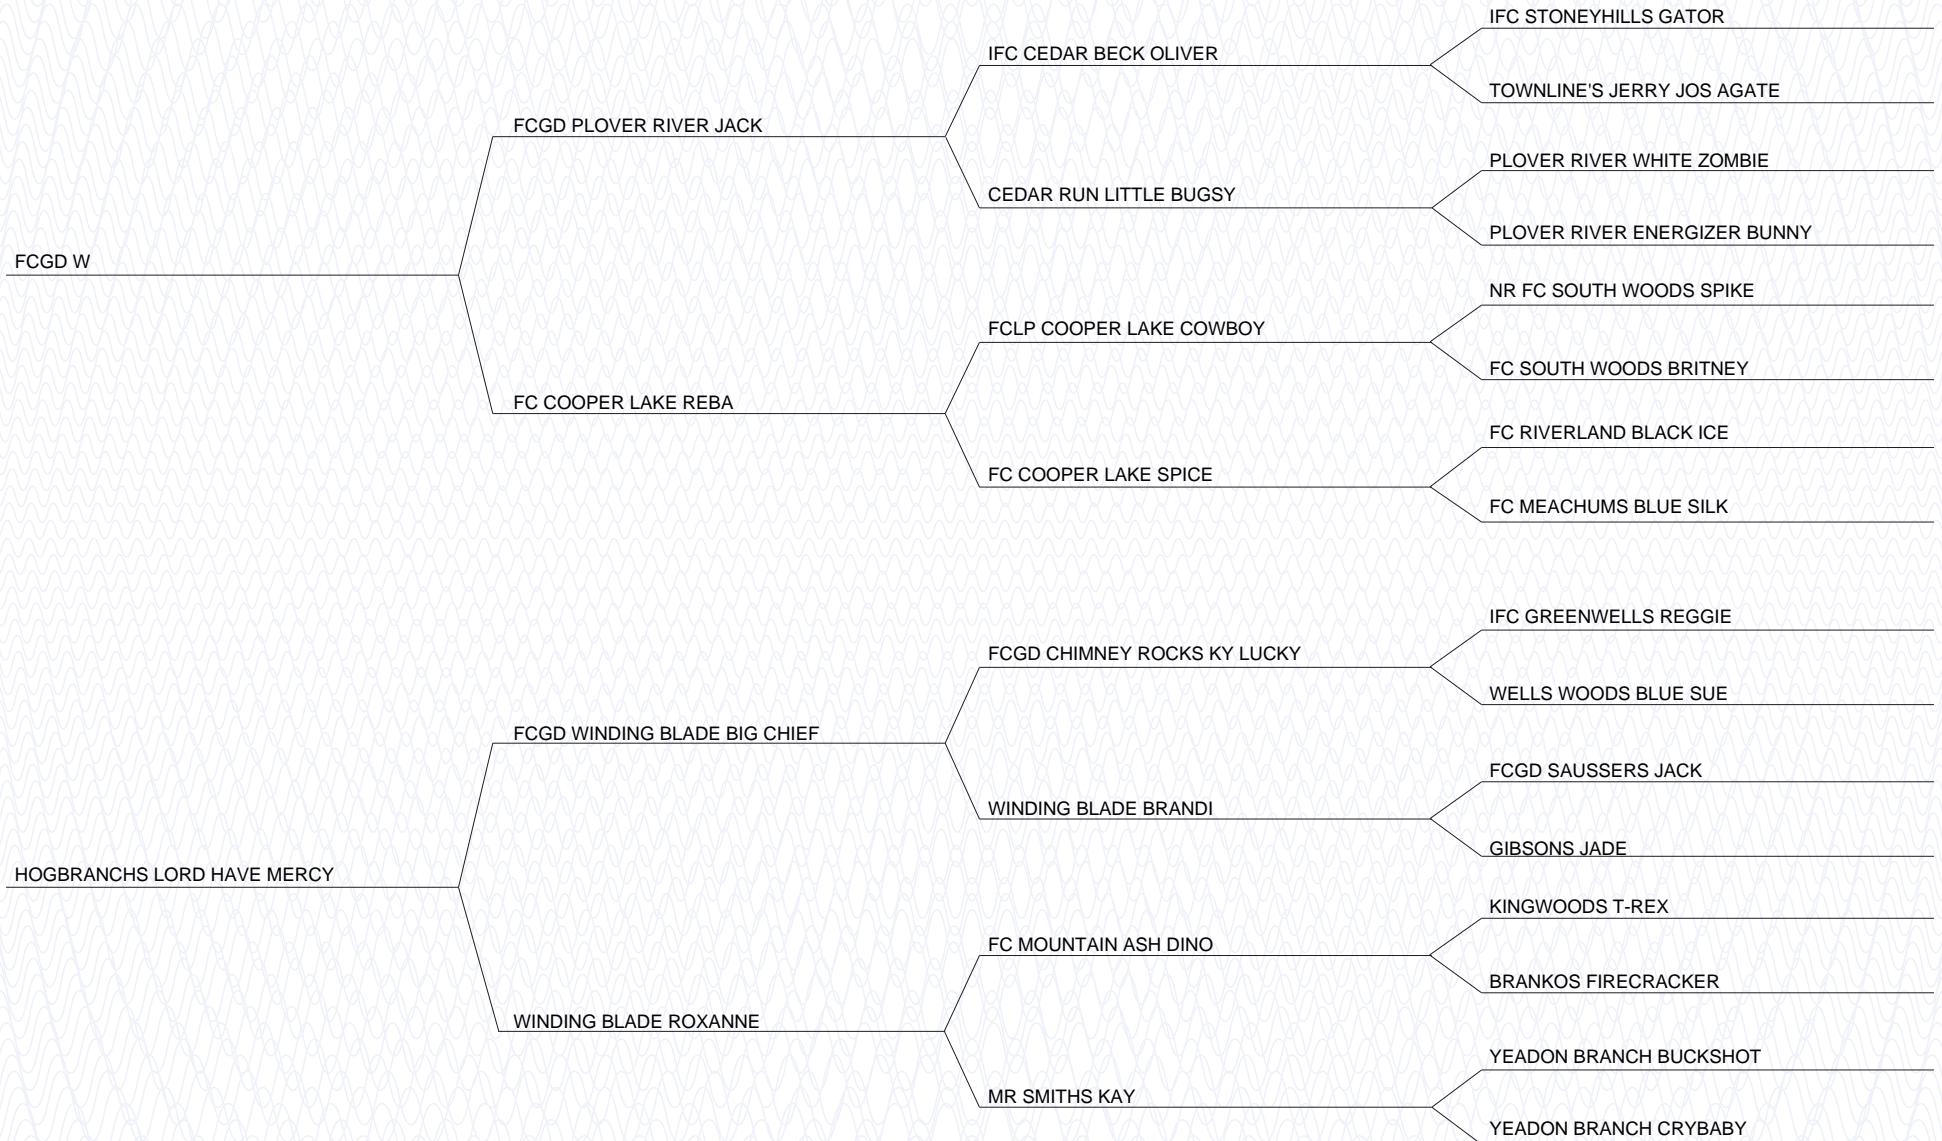 IFC STONEYHILLS GATOR
IFC CEDAR BECK OLIVER
TOWNLINE'S JERRY JOS AGATE
FCGD PLOVER RIVER JACK
PLOVER RIVER WHITE ZOMBIE
CEDAR RUN LITTLE BUGSY
PLOVER RIVER ENERGIZER BUNNY
FCGD W
NR FC SOUTH WOODS SPIKE
FCLP COOPER LAKE COWBOY
FC SOUTH WOODS BRITNEY
FC COOPER LAKE REBA
FC RIVERLAND BLACK ICE
FC COOPER LAKE SPICE
FC MEACHUMS BLUE SILK
IFC GREENWELLS REGGIE
FCGD CHIMNEY ROCKS KY LUCKY
WELLS WOODS BLUE SUE
FCGD WINDING BLADE BIG CHIEF
FCGD SAUSSERS JACK
WINDING BLADE BRANDI
GIBSONS JADE
HOGBRANCHS LORD HAVE MERCY
KINGWOODS T-REX
FC MOUNTAIN ASH DINO
BRANKOS FIRECRACKER
WINDING BLADE ROXANNE
YEADON BRANCH BUCKSHOT
MR SMITHS KAY
YEADON BRANCH CRYBABY